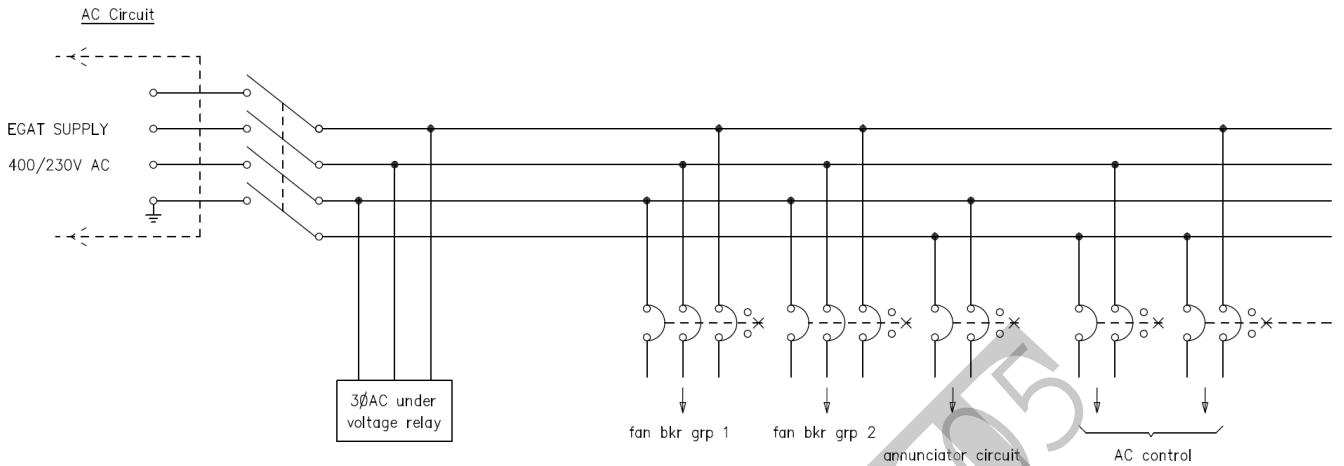 AC Circuit
EGAT SUPPLY
400/230V AC
3ØAC under
voltage relay
fan bkr grp 1
fan bkr grp 2
annunciator circuit
AC control